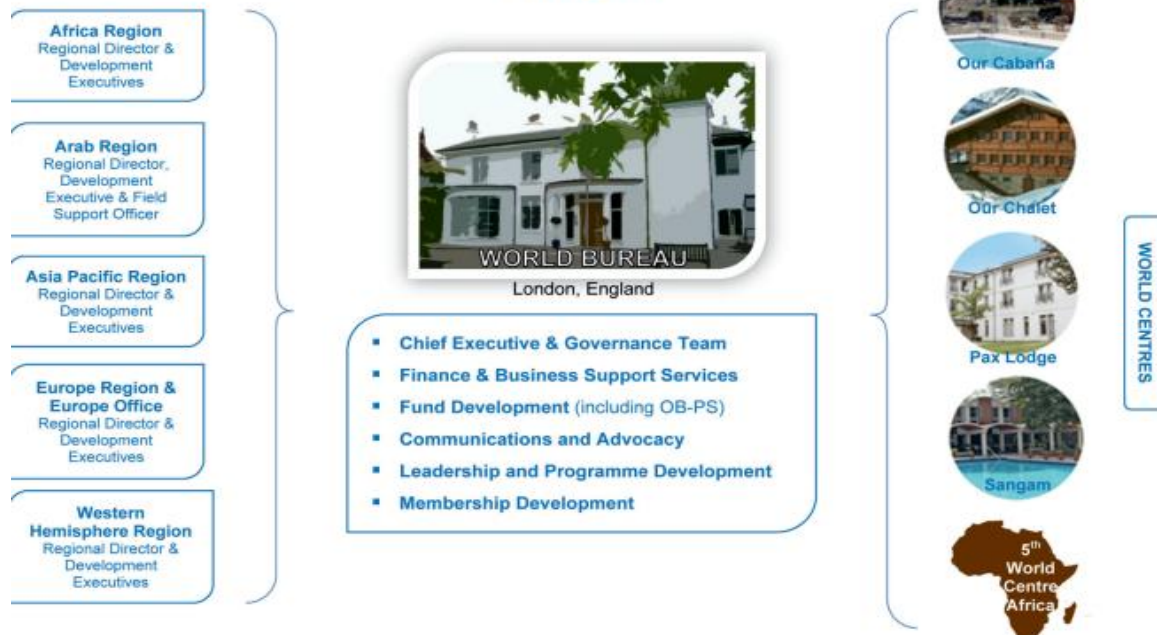 Africa Region
Regional Director &
Development
Executives
Arab Region
Regional Director,
Development
Executive & Field
Support Officer
Asia Pacific Region
Regional Director &
Development
Executives
Europe Region &
Europe Office
Regional Director &
Development
Executives
Western
Hemisphere Region
Regional Director &
Development
Executives
WORLD BUREAU
London, England
▪ Chief Executive & Governance Team
▪ Finance & Business Support Services
▪ Fund Development (including OB-PS)
▪ Communications and Advocacy
▪ Leadership and Programme Development
▪ Membership Development
Our Cabaña
Our Chalet
Pax Lodge
Sangam
5th
World
Centre
Africa
WORLD CENTRES